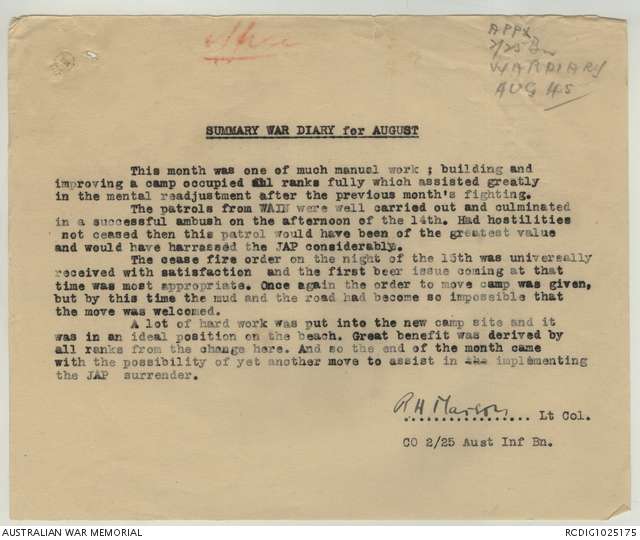 APPX
2/25 Bn
WAR DIARY
AUG 45
SUMMARY WAR DIARY for AUGUST
This month was one of much manual work ; building and
improving a camp occupied all ranks fully which assisted greatly
in the mental readjustment after the previous month's fighting.
The patrols from WAIN were well carried out and culminated
in a successful ambush on the afternoon of the 14th. Had hostilities
not ceased then this patrol would have been of the greatest value
and would have harrassed the JAP considerably.
The cease fire order on the night of the 15th was universally
received with satisfaction and the first beer issue coming at that
time was most appropriate. Once again the order to move camp was given,
but by this time the mud and the road had become so impossible that
the move was welcomed.
A lot of hard work was put into the new camp site and it
was in an ideal position on the beach. Great benefit was derived by
all ranks from the change here. And so the end of the month came
with the possibility of yet another move to assist in the implementing
the JAP surrender.
R H Marson
................ Lt Col.
CO 2/25 Aust Inf Bn.
AUSTRALIAN WAR MEMORIAL
RCDIG1025175